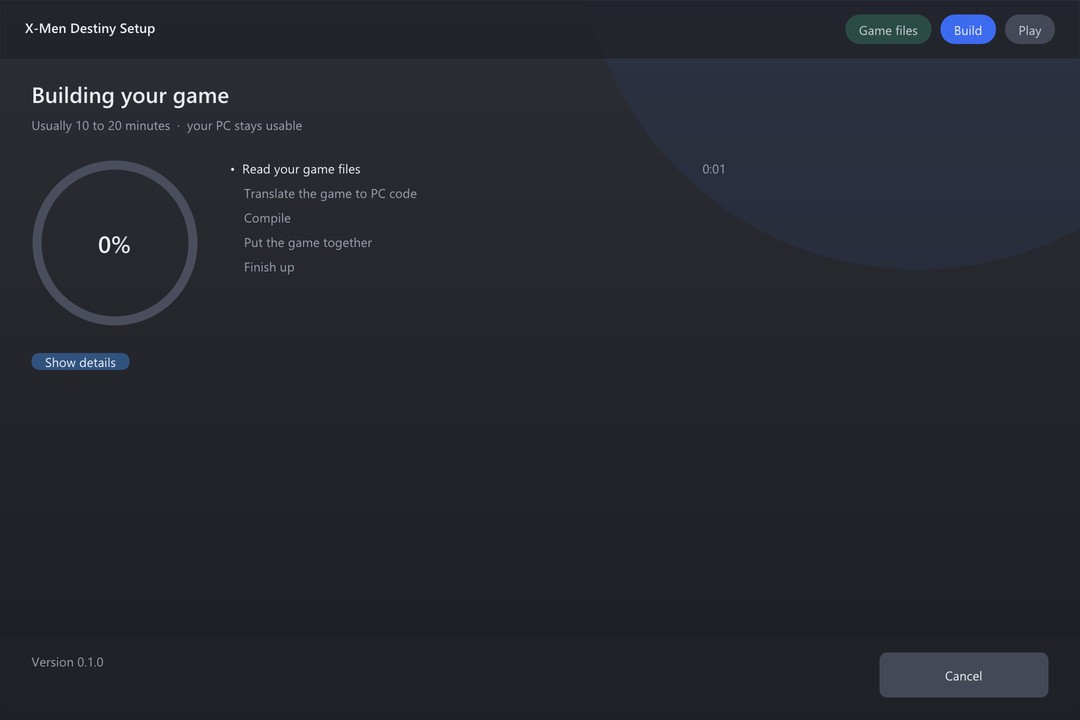 X-Men Destiny Setup
Game files
Build
Play
Building your game
Usually 10 to 20 minutes · your PC stays usable
0%
• Read your game files 0:01
Translate the game to PC code
Compile
Put the game together
Finish up
Show details
Version 0.1.0
Cancel